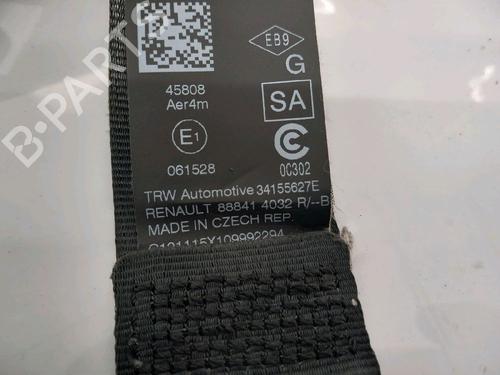 B-PARTS
EB9
G
45808
Aer4m
SA
E1
C
061528
0C302
TRW Automotive 34155627E
RENAULT 88841 4032 R/--B
MADE IN CZECH REP.